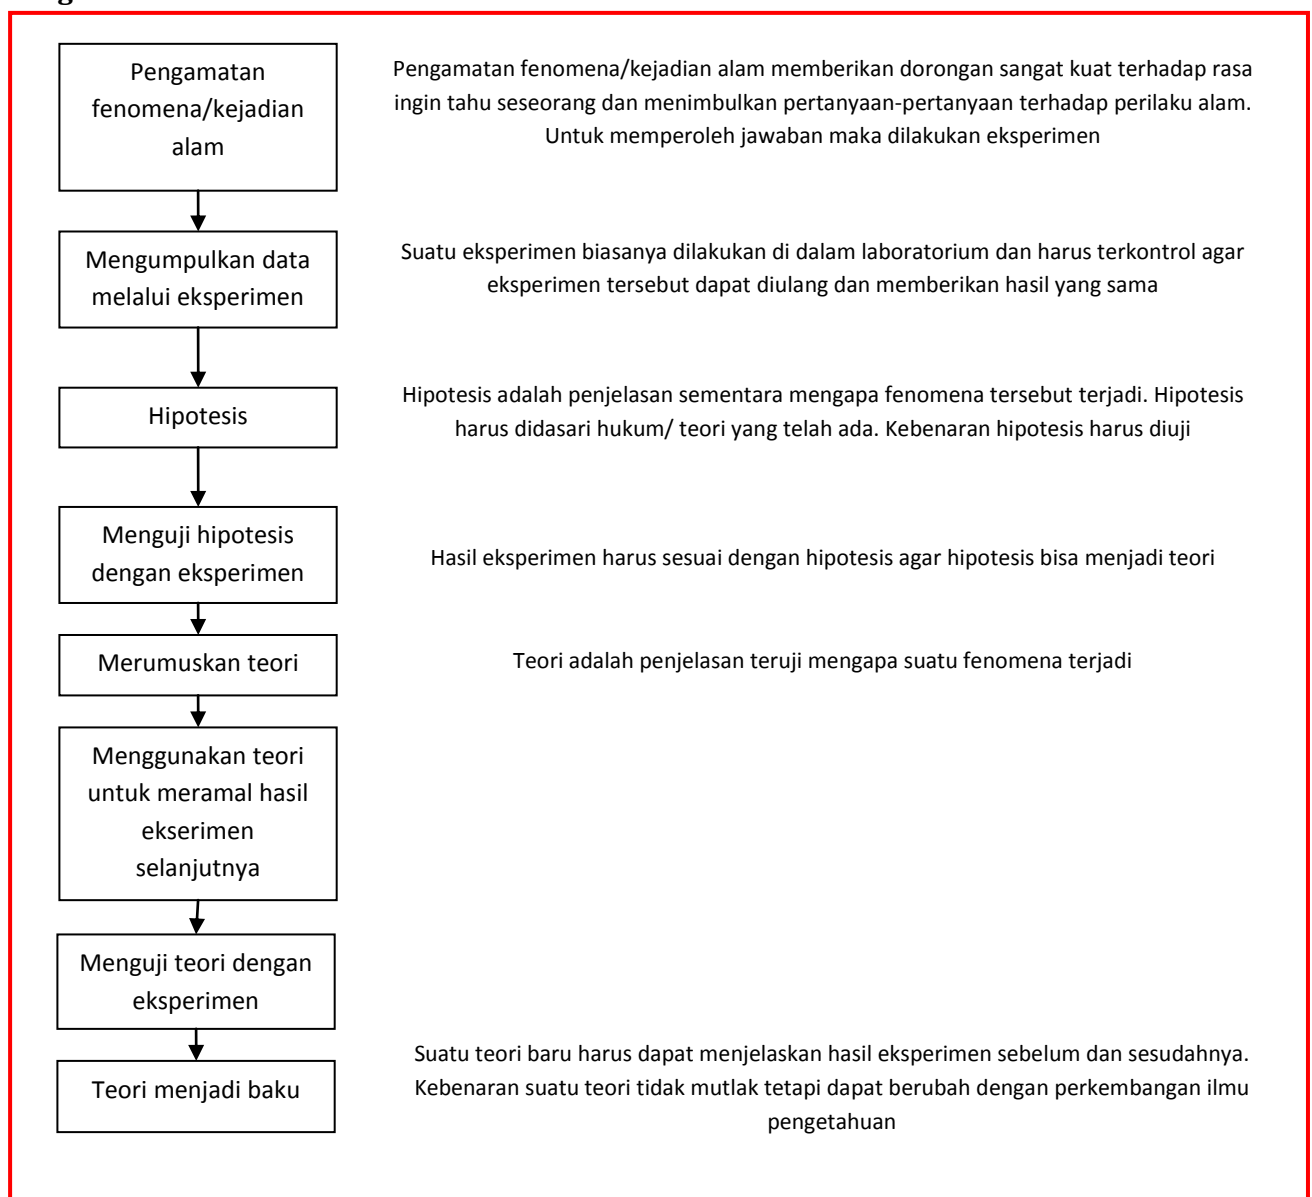 Pengamatan
fenomena/kejadian
alam
Pengamatan fenomena/kejadian alam memberikan dorongan sangat kuat terhadap rasa
ingin tahu seseorang dan menimbulkan pertanyaan-pertanyaan terhadap perilaku alam.
Untuk memperoleh jawaban maka dilakukan eksperimen
Mengumpulkan data
melalui eksperimen
Suatu eksperimen biasanya dilakukan di dalam laboratorium dan harus terkontrol agar
eksperimen tersebut dapat diulang dan memberikan hasil yang sama
Hipotesis
Hipotesis adalah penjelasan sementara mengapa fenomena tersebut terjadi. Hipotesis
harus didasari hukum/ teori yang telah ada. Kebenaran hipotesis harus diuji
Menguji hipotesis
dengan eksperimen
Hasil eksperimen harus sesuai dengan hipotesis agar hipotesis bisa menjadi teori
Merumuskan teori
Teori adalah penjelasan teruji mengapa suatu fenomena terjadi
Menggunakan teori
untuk meramal hasil
ekserimen
selanjutnya
Menguji teori dengan
eksperimen
Teori menjadi baku
Suatu teori baru harus dapat menjelaskan hasil eksperimen sebelum dan sesudahnya.
Kebenaran suatu teori tidak mutlak tetapi dapat berubah dengan perkembangan ilmu
pengetahuan